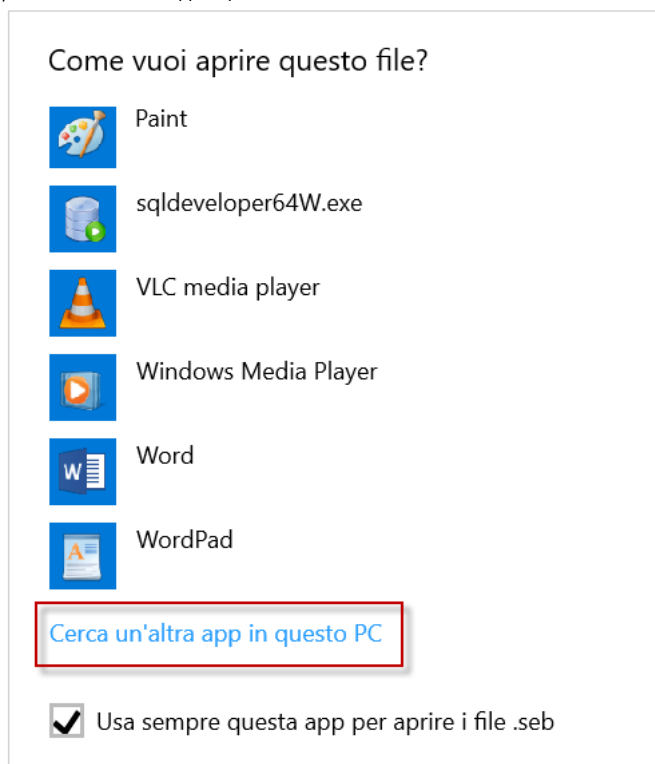 Come vuoi aprire questo file?
Paint
sqldeveloper64W.exe
VLC media player
Windows Media Player
Word
WordPad
Cerca un'altra app in questo PC
Usa sempre questa app per aprire i file .seb